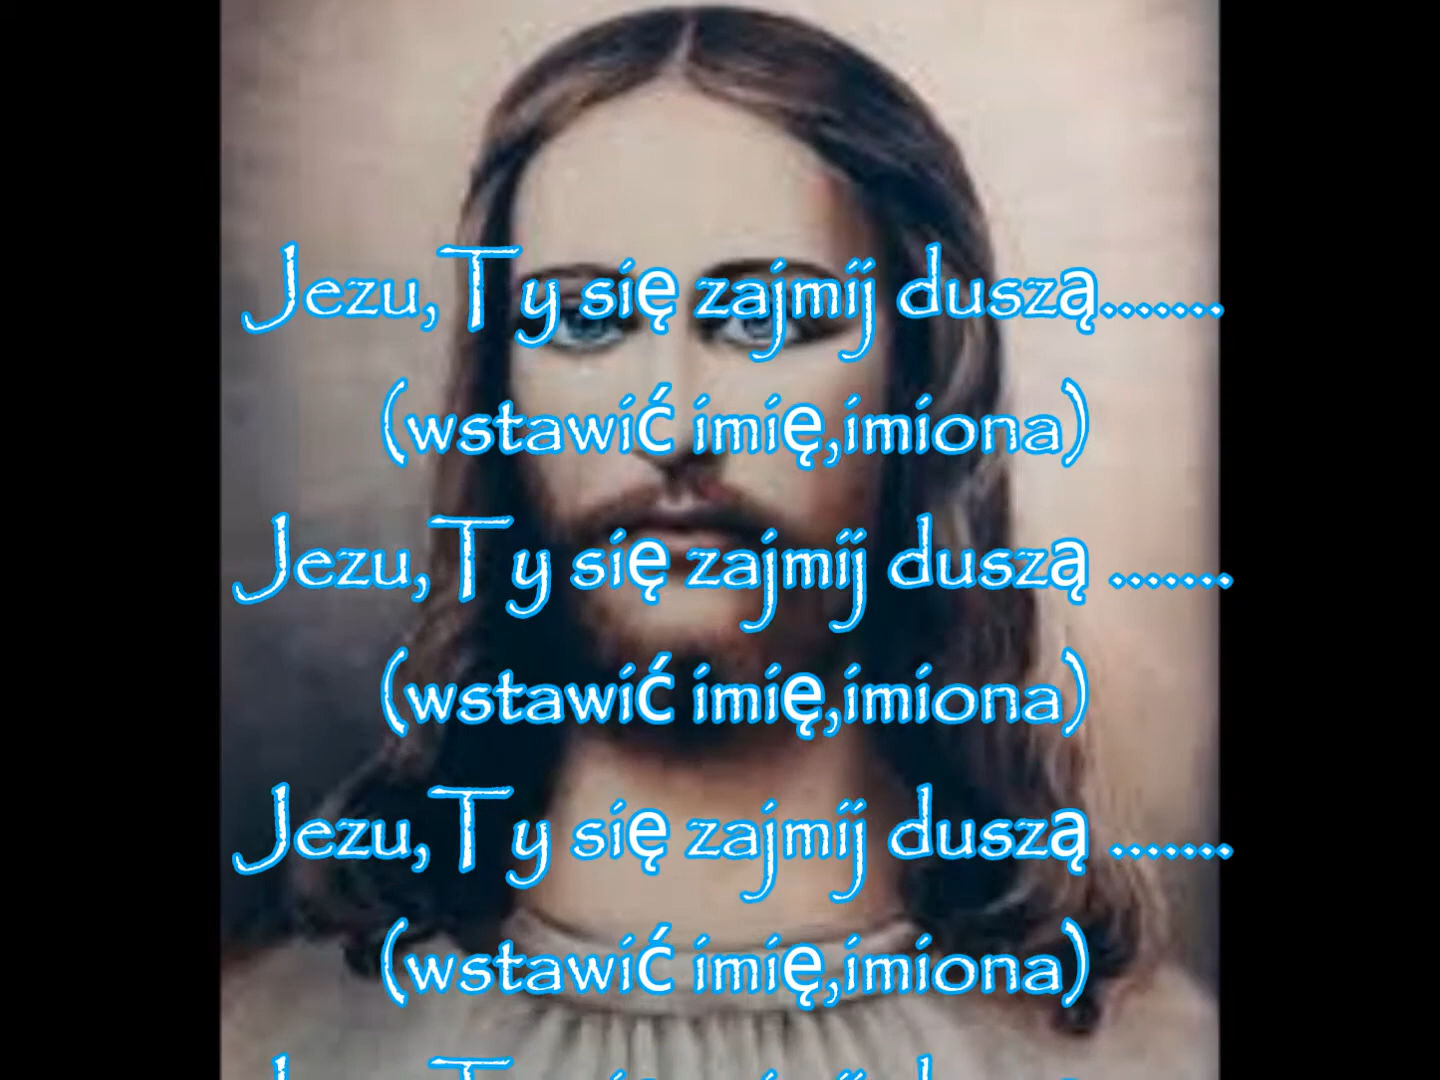 Jezu,Ty się zajmij duszą.......
(wstawić imię,imiona)
Jezu,Ty się zajmij duszą .......
(wstawić imię,imiona)
Jezu,Ty się zajmij duszą .......
(wstawić imię,imiona)